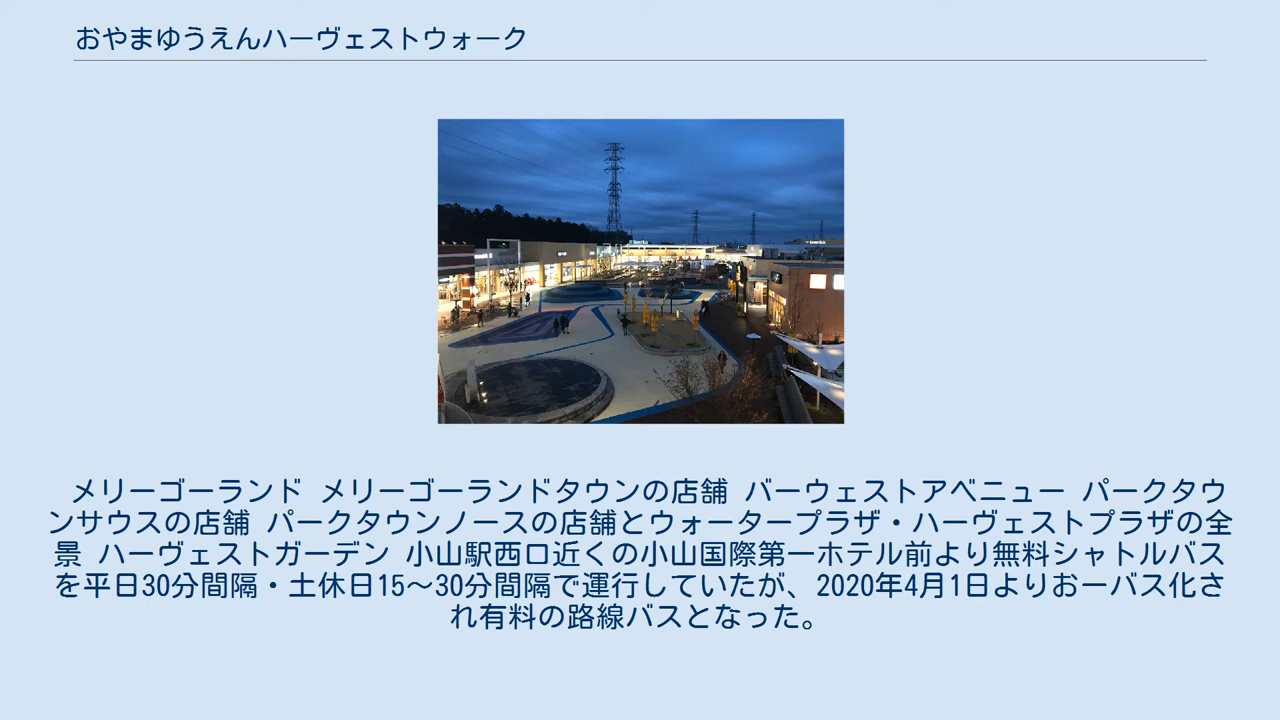 おやまゆうえんハーヴェストウォーク
メリーゴーランド メリーゴーランドタウンの店舗 バーウェストアベニュー パークタウ
ンサウスの店舗 パークタウンノースの店舗とウォータープラザ・ハーヴェストプラザの全
景 ハーヴェストガーデン 小山駅西口近くの小山国際第一ホテル前より無料シャトルバス
を平日30分間隔・土休日15〜30分間隔で運行していたが、2020年4月1日よりおーバス化さ
れ有料の路線バスとなった。